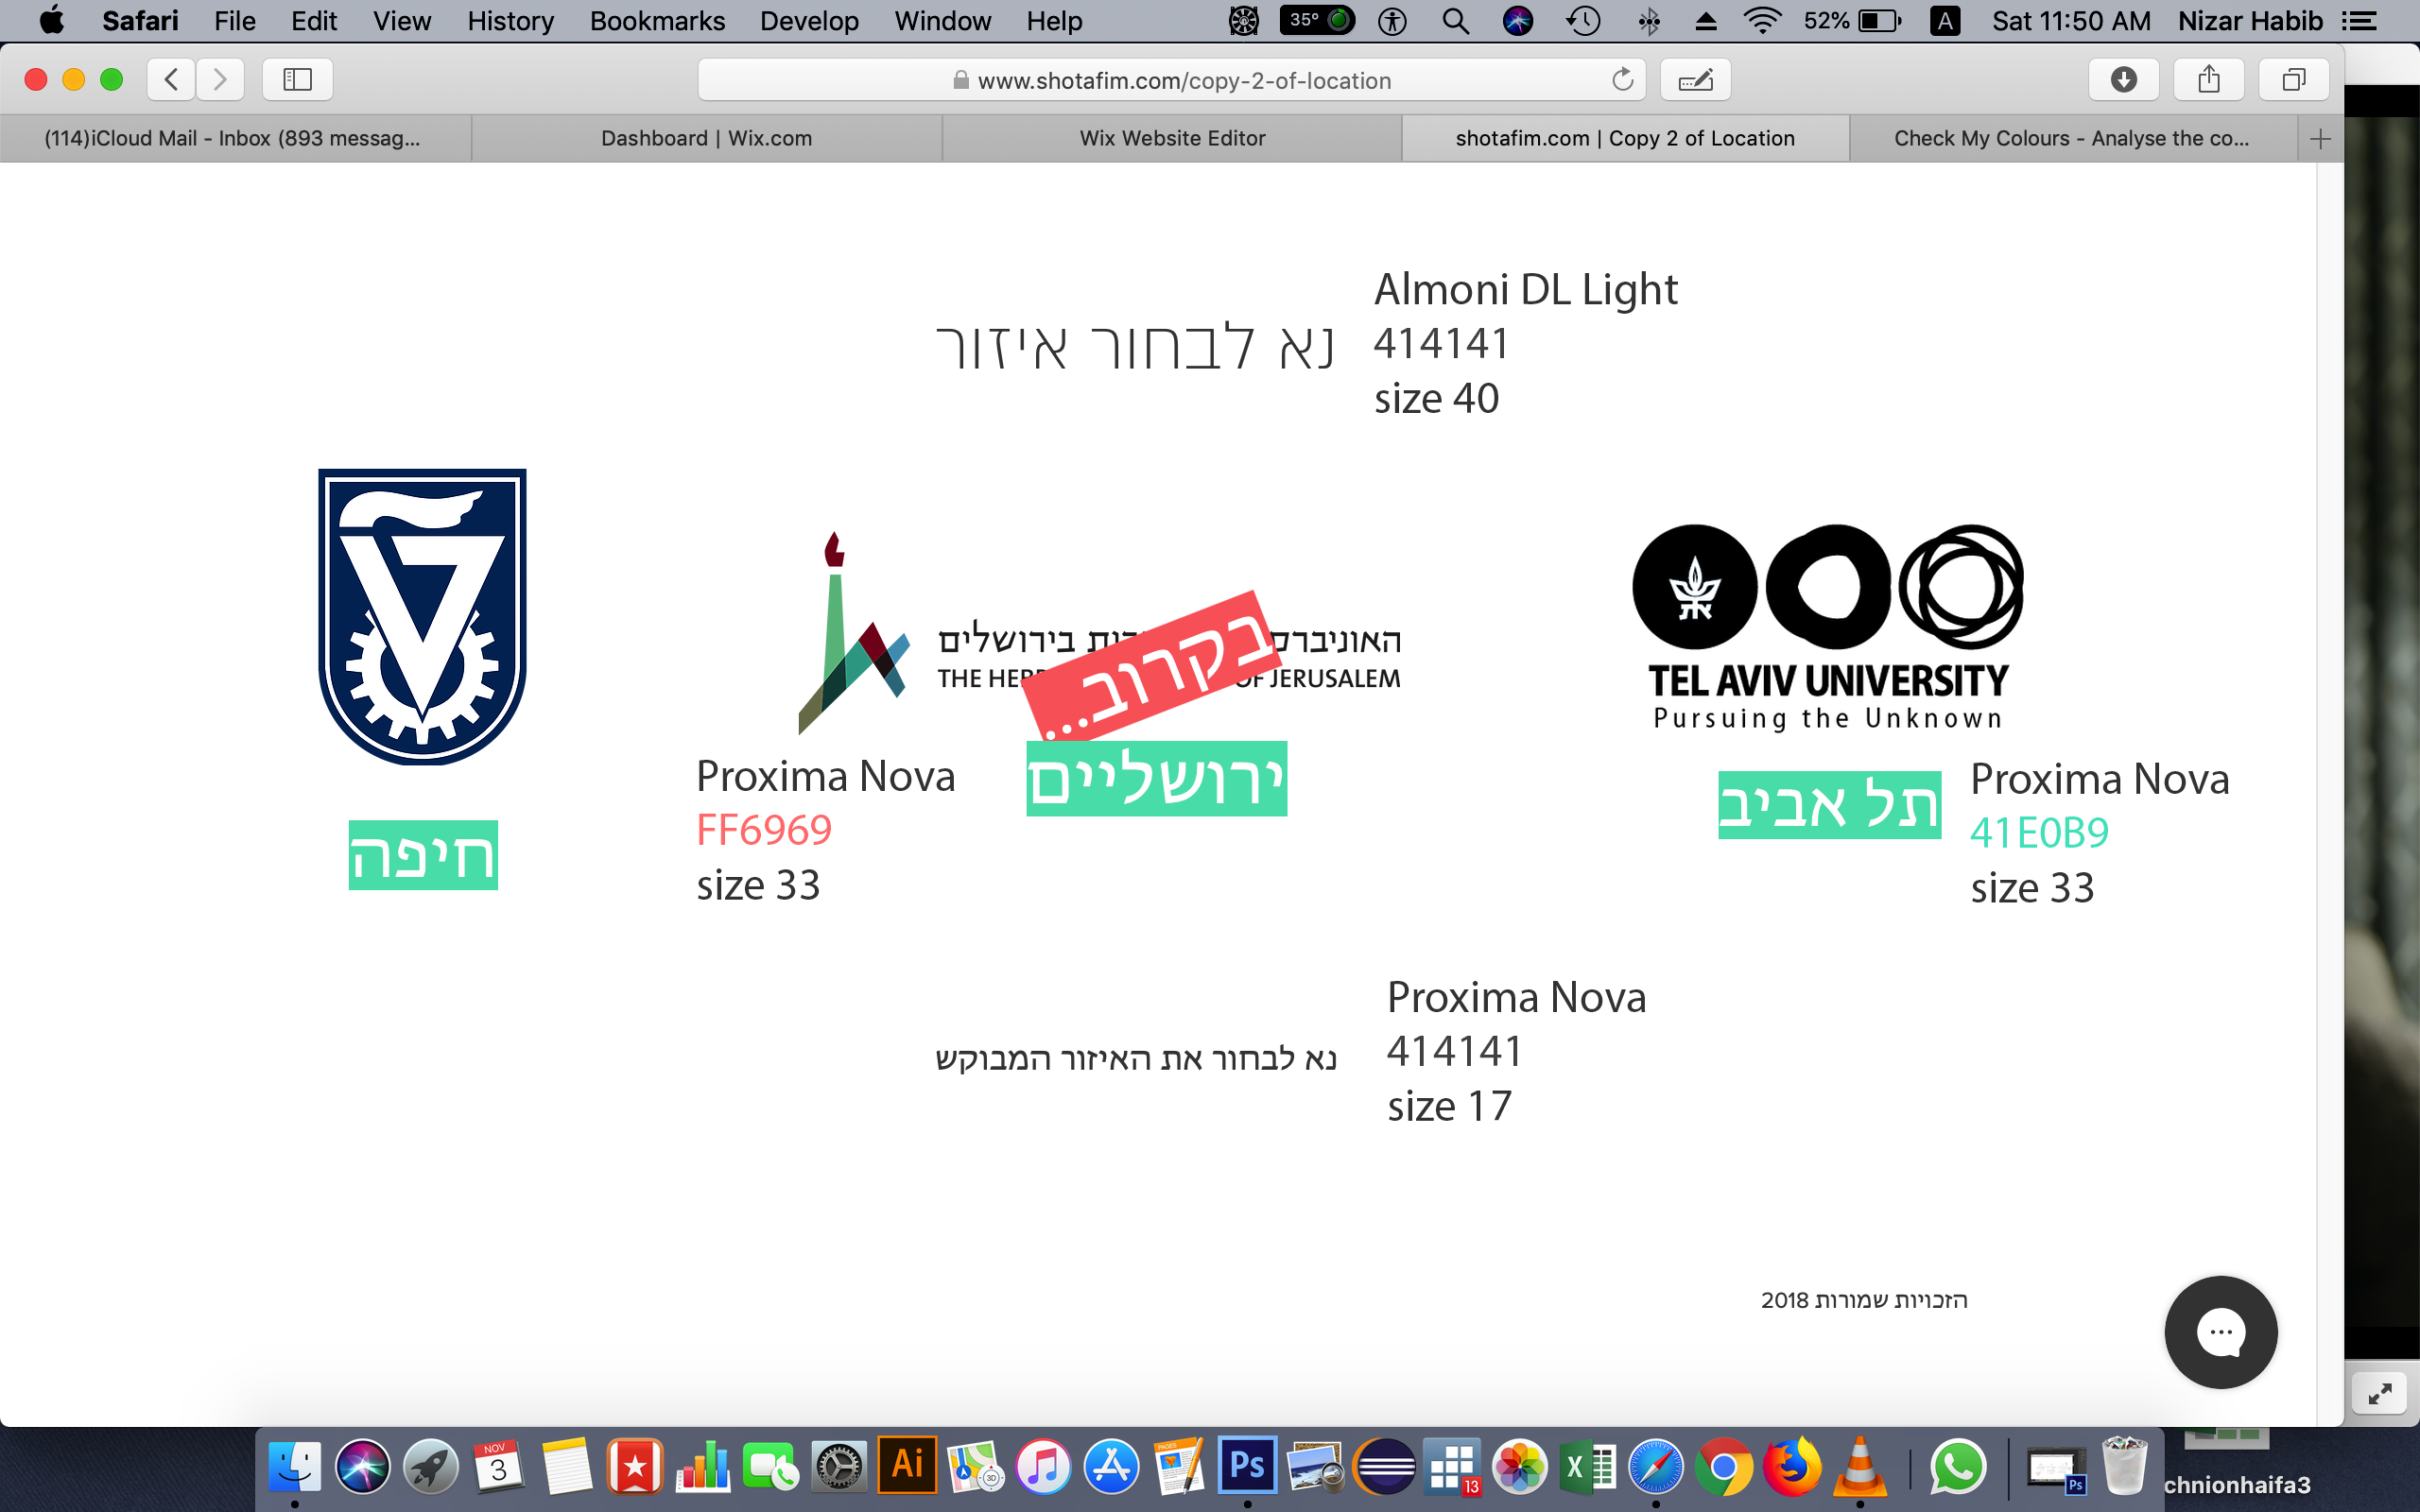 Safari File Edit View History Bookmarks Develop Window Help 35° 52% A Sat 11:50 AM Nizar Habib
www.shotafim.com/copy-2-of-location
(114)iCloud Mail - Inbox (893 messag...
Dashboard | Wix.com
Wix Website Editor
shotafim.com | Copy 2 of Location
Check My Colours - Analyse the co...
נא לבחור איזור
Almoni DL Light
414141
size 40
האוניברס
ות בירושלים
THE HEB
OF JERUSALEM
בקרוב...
TEL AVIV UNIVERSITY
Pursuing the Unknown
חיפה
Proxima Nova
FF6969
size 33
ירושליים
תל אביב
Proxima Nova
41E0B9
size 33
נא לבחור את האיזור המבוקש
Proxima Nova
414141
size 17
הזכויות שמורות 2018
NOV
3
Ai
3D
PAGES
Ps
13
X
Ps
chnionhaifa3